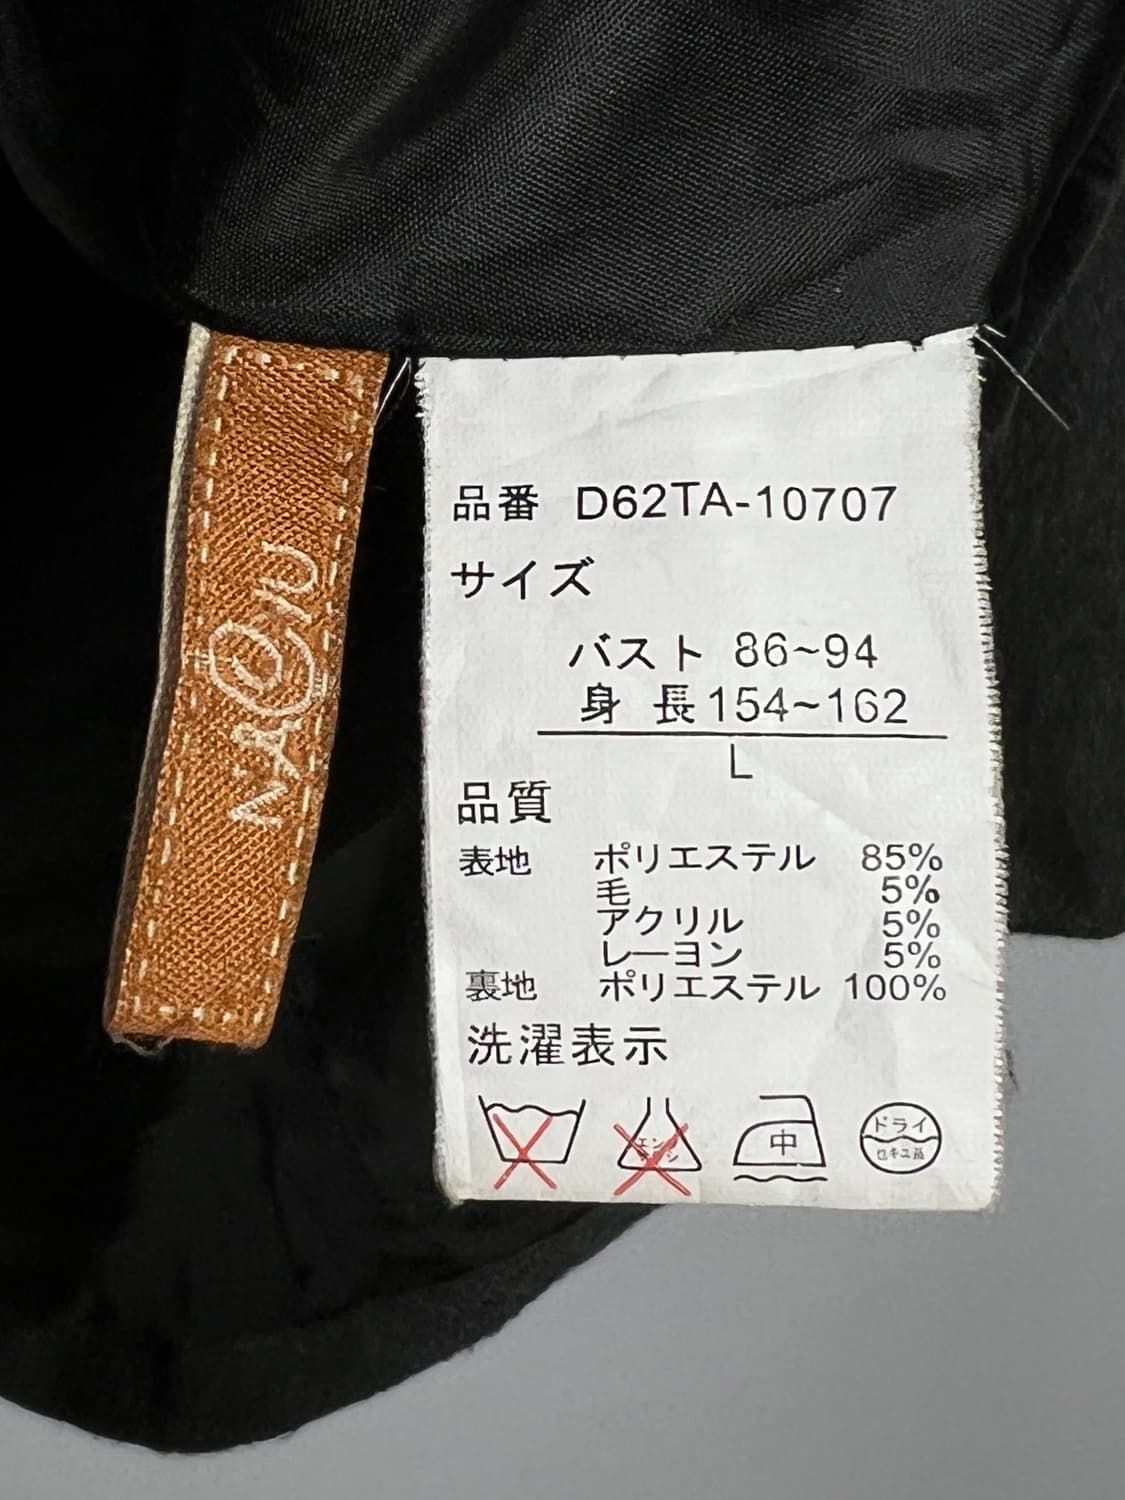 品番 D62TA-10707
サイズ
バスト 86~94
身 長154~162
L
品質
表地 ポリエステル 85%
毛 5%
アクリル 5%
レーヨン 5%
裏地 ポリエステル 100%
洗濯表示
中
ドライ